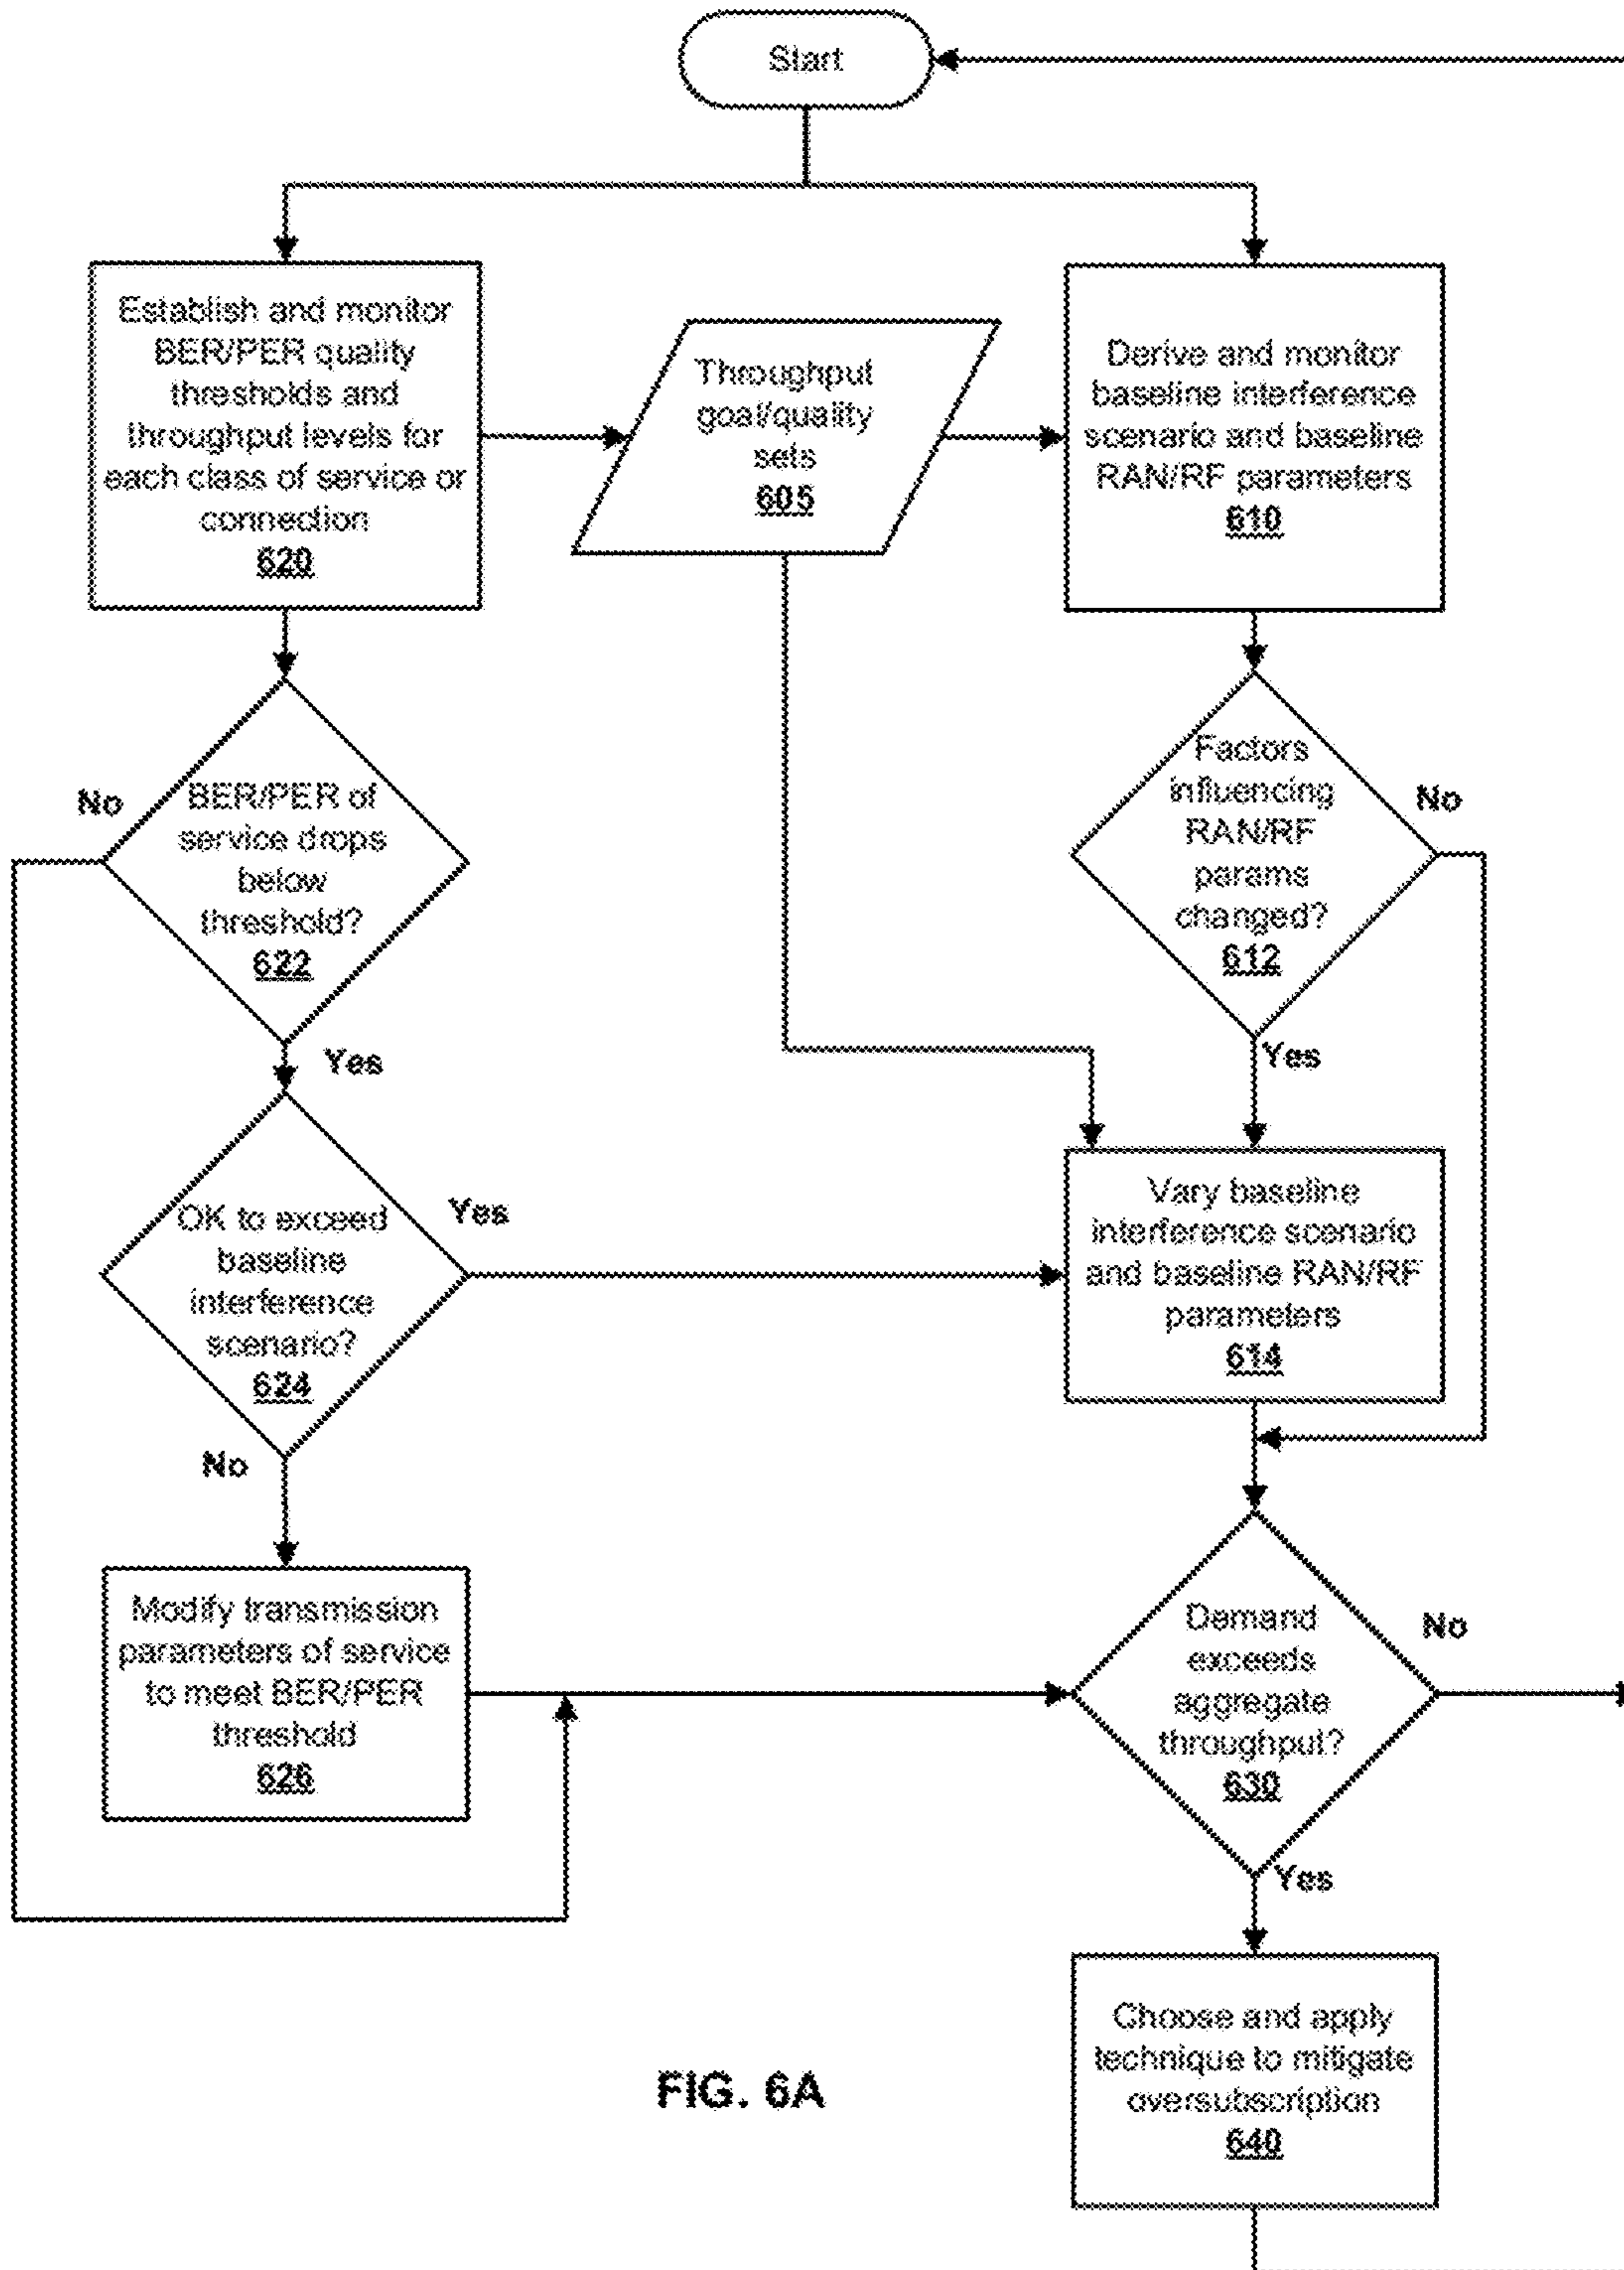 Start
Establish and monitor
BER/PER quality
thresholds and
throughput levels for
each class of service or
connection
620
Throughput
goal/quality
sets
605
Derive and monitor
baseline interference
scenario and baseline
RAN/RF parameters
610
No
BER/PER of
service drops
below
threshold?
622
Yes
Factors
influencing
RAN/RF
params
changed?
612
No
Yes
OK to exceed
baseline
interference
scenario?
624
Yes
No
Vary baseline
interference scenario
and baseline RAN/RF
parameters
614
Modify transmission
parameters of service
to meet BER/PER
threshold
626
Demand
exceeds
aggregate
throughput?
630
No
Yes
Choose and apply
technique to mitigate
oversubscription
640
FIG. 6A